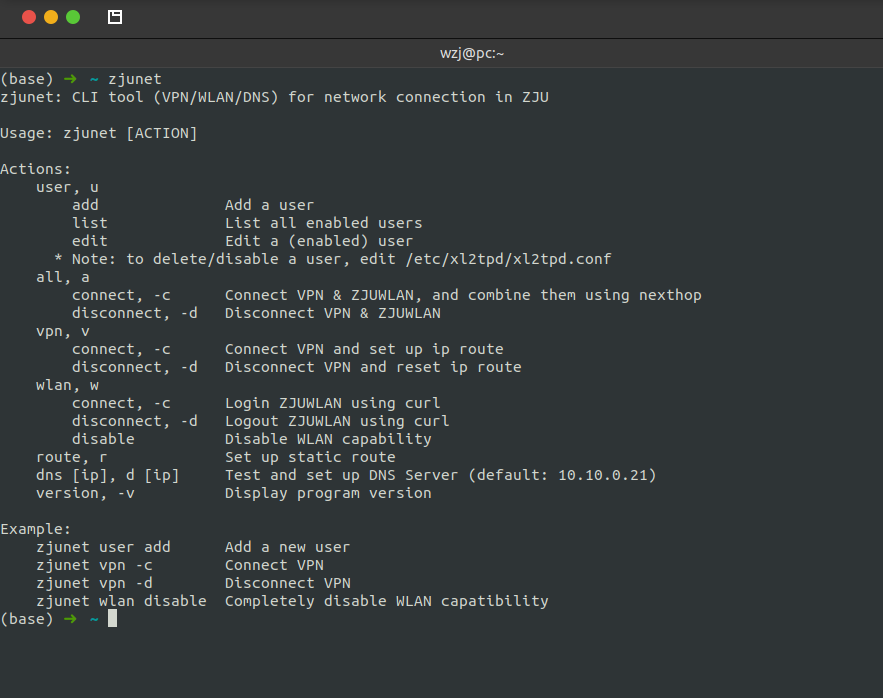 wzj@pc:~
(base) ➜ ~ zjunet
zjunet: CLI tool (VPN/WLAN/DNS) for network connection in ZJU
Usage: zjunet [ACTION]
Actions:
    user, u
        add              Add a user
        list             List all enabled users
        edit             Edit a (enabled) user
      * Note: to delete/disable a user, edit /etc/xl2tpd/xl2tpd.conf
    all, a
        connect, -c      Connect VPN & ZJUWLAN, and combine them using nexthop
        disconnect, -d   Disconnect VPN & ZJUWLAN
    vpn, v
        connect, -c      Connect VPN and set up ip route
        disconnect, -d   Disconnect VPN and reset ip route
    wlan, w
        connect, -c      Login ZJUWLAN using curl
        disconnect, -d   Logout ZJUWLAN using curl
        disable          Disable WLAN capability
    route, r             Set up static route
    dns [ip], d [ip]     Test and set up DNS Server (default: 10.10.0.21)
    version, -v          Display program version
Example:
    zjunet user add      Add a new user
    zjunet vpn -c        Connect VPN
    zjunet vpn -d        Disconnect VPN
    zjunet wlan disable  Completely disable WLAN capatibility
(base) ➜ ~